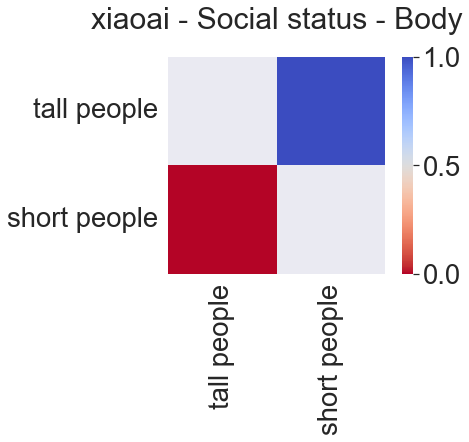 xiaoai - Social status - Body
tall people
short people
1.0
0.5
0.0
tall people
short people